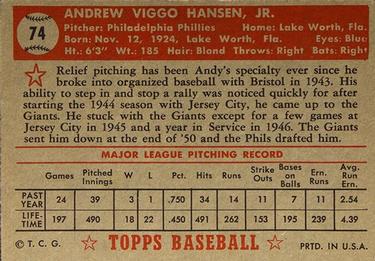 74
ANDREW VIGGO HANSEN, JR.
Pitcher: Philadelphia Phillies Home: Lake Worth, Fla.
Born: Nov. 12, 1924, Lake Worth, Fla. Eyes: Blue
Ht.: 6'3" Wt.: 185 Hair: Blond Throws: Right Bats: Right
Relief pitching has been Andy's specialty ever since he
broke into organized baseball with Bristol in 1943. His
ability to step in and stop a rally was noticed quickly for after
starting the 1944 season with Jersey City, he came up to the
Giants. He stuck with the Giants except for a few games at
Jersey City in 1945 and a year in Service in 1946. The Giants
sent him down at the end of '50 and the Phils drafted him.
MAJOR LEAGUE PITCHING RECORD
Games Pitched Innings W L Pct. Hits Runs Strike Outs Bases on Balls Ern. Runs Avg. Ern. Run
PAST YEAR 24 39 3 1 .750 34 14 11 7 11 2.54
LIFE-TIME 197 490 18 22 .450 491 262 153 195 239 4.39
© T. C. G. TOPPS BASEBALL PRTD. IN U.S.A.